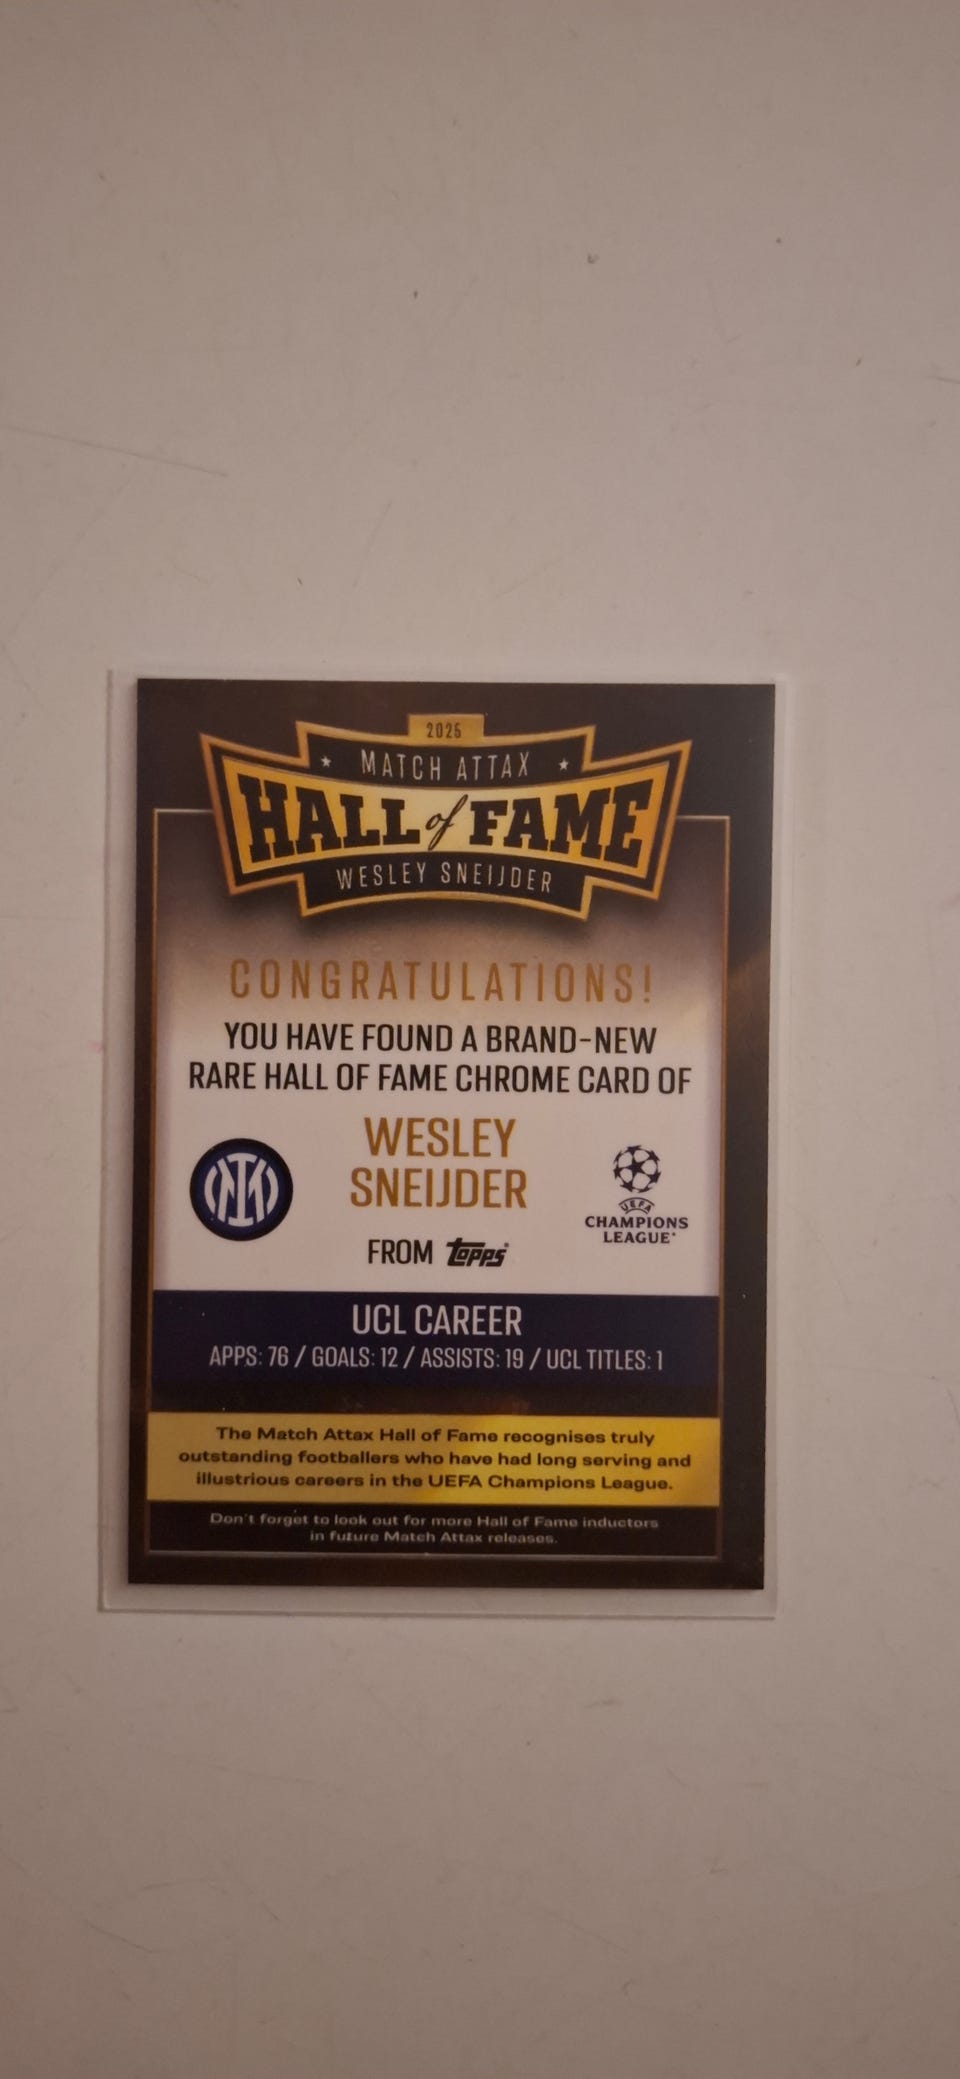 2025
MATCH ATTAX
HALL of FAME
WESLEY SNEIJDER
CONGRATULATIONS!
YOU HAVE FOUND A BRAND-NEW
RARE HALL OF FAME CHROME CARD OF
WESLEY
SNEIJDER
UEFA
CHAMPIONS
LEAGUE
FROM Topps
UCL CAREER
APPS: 76 / GOALS: 12 / ASSISTS: 19 / UCL TITLES: 1
The Match Attax Hall of Fame recognises truly
outstanding footballers who have had long serving and
illustrious careers in the UEFA Champions League.
Don't forget to look out for more Hall of Fame inductors
in future Match Attax releases.